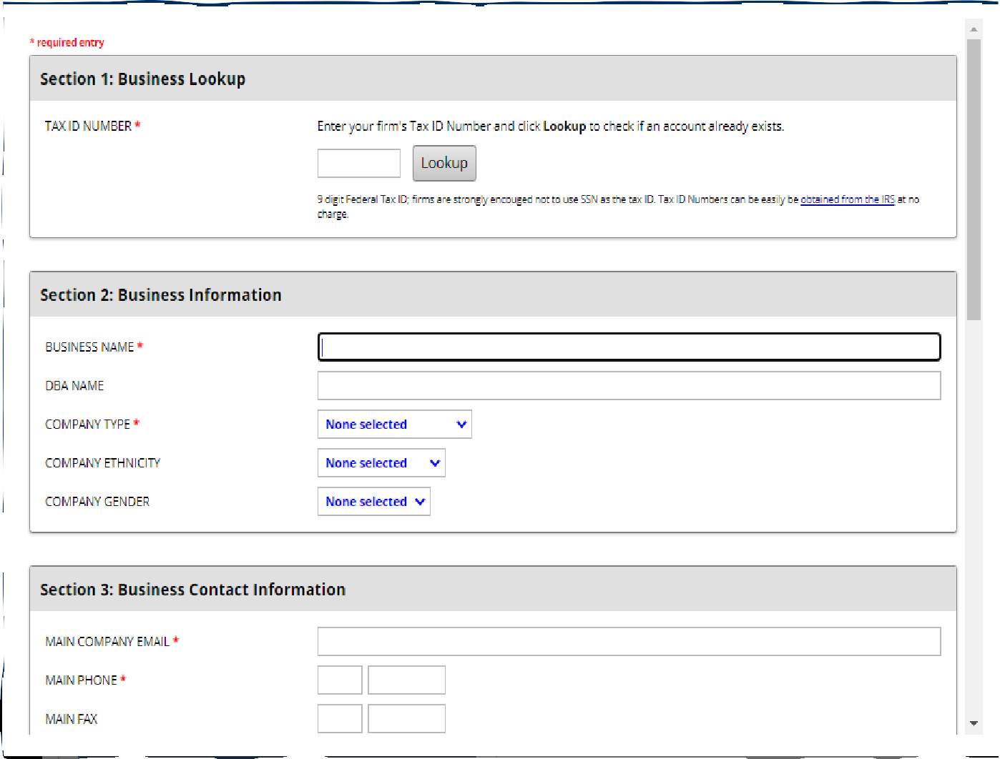 * required entry
Section 1: Business Lookup
TAX ID NUMBER *
Enter your firm's Tax ID Number and click Lookup to check if an account already exists.
Lookup
9 digit Federal Tax ID; firms are strongly encouged not to use SSN as the tax ID. Tax ID Numbers can be easily be obtained from the IRS at no
charge.
Section 2: Business Information
BUSINESS NAME *
DBA NAME
COMPANY TYPE *
None selected
COMPANY ETHNICITY
None selected
COMPANY GENDER
None selected
Section 3: Business Contact Information
MAIN COMPANY EMAIL *
MAIN PHONE *
MAIN FAX